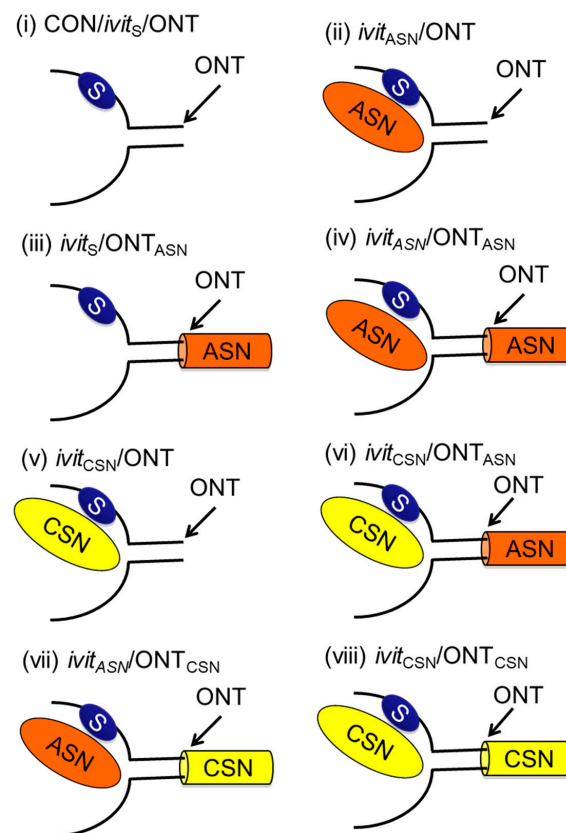 (i) CON/ivitS/ONT
ONT
S
(ii) ivitASN/ONT
ONT
S
ASN
(iii) ivitS/ONTASN
ONT
S
ASN
(iv) ivitASN/ONTASN
ONT
S
ASN
ASN
(v) ivitCSN/ONT
ONT
S
CSN
(vi) ivitCSN/ONTASN
ONT
S
CSN
ASN
(vii) ivitASN/ONTCSN
ONT
S
ASN
CSN
(viii) ivitCSN/ONTCSN
ONT
S
CSN
CSN